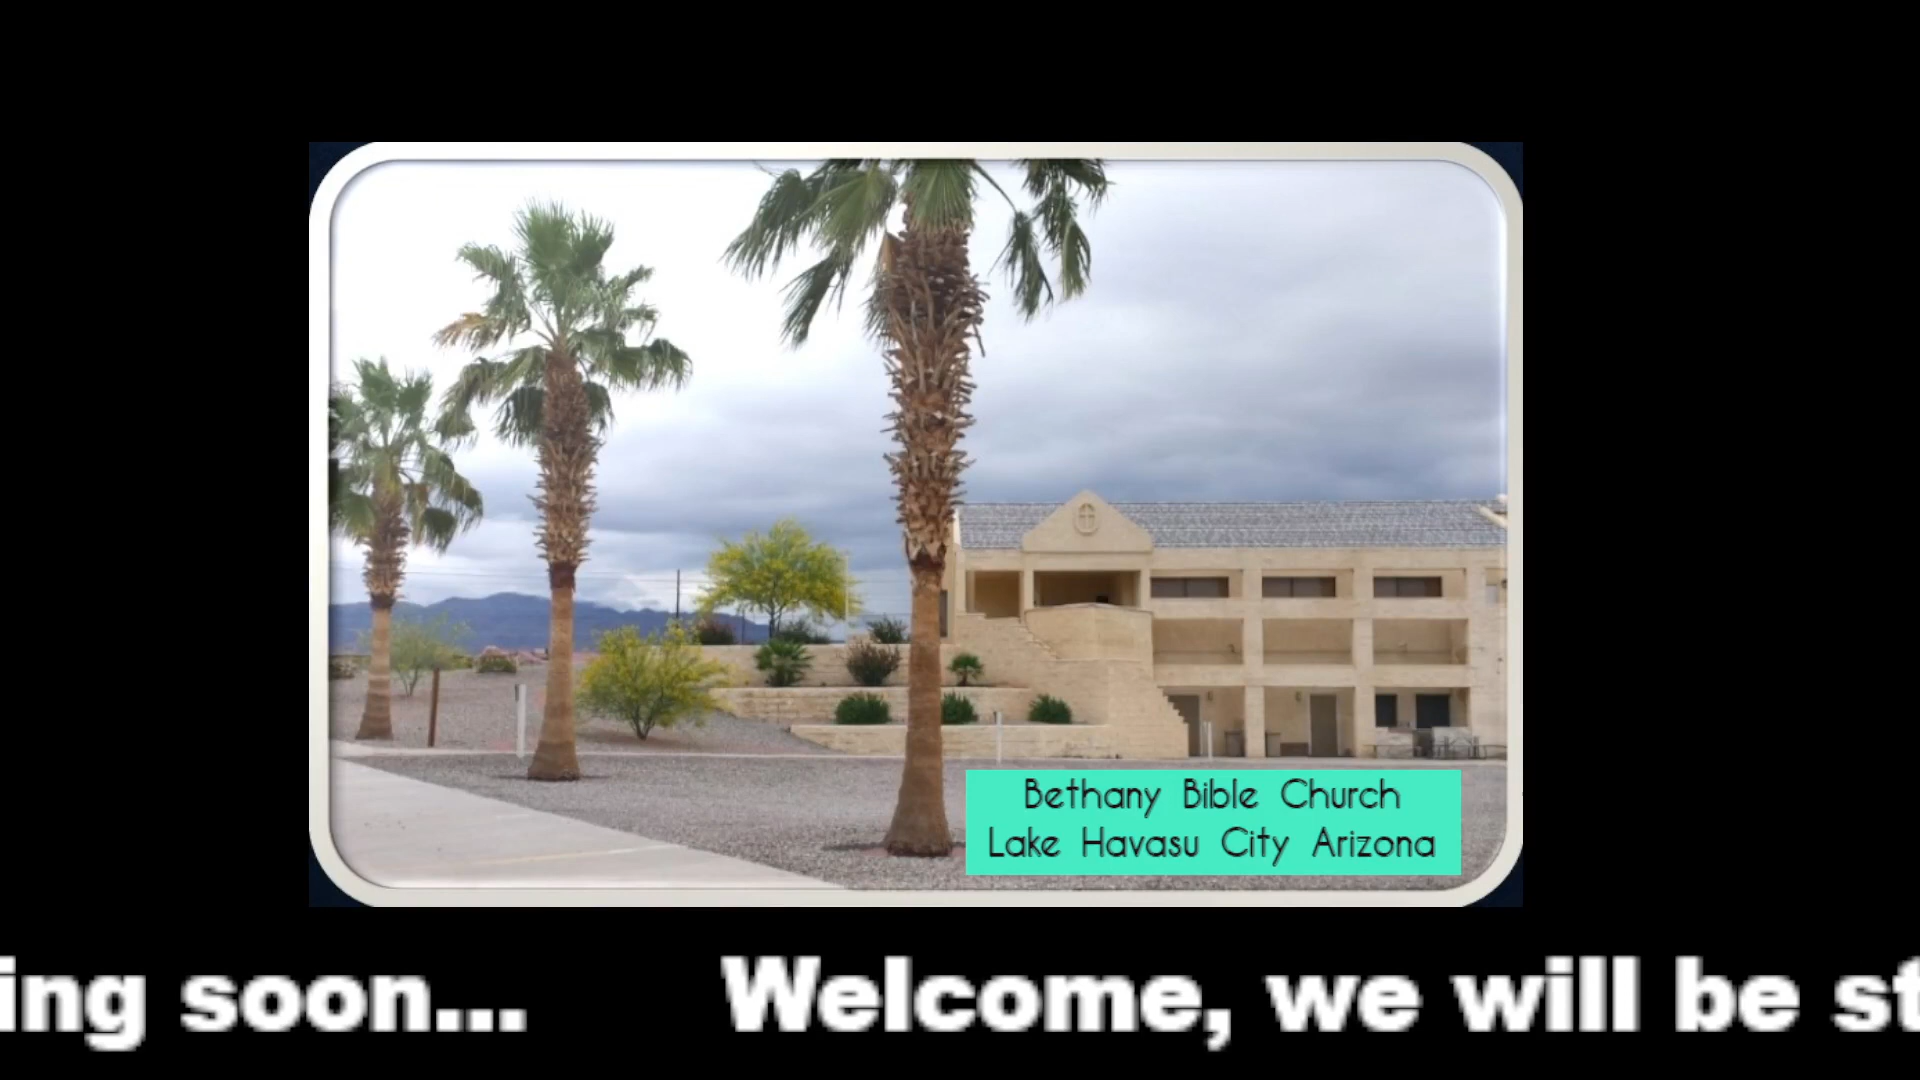 Bethany Bible Church
Lake Havasu City Arizona
ing soon... Welcome, we will be st